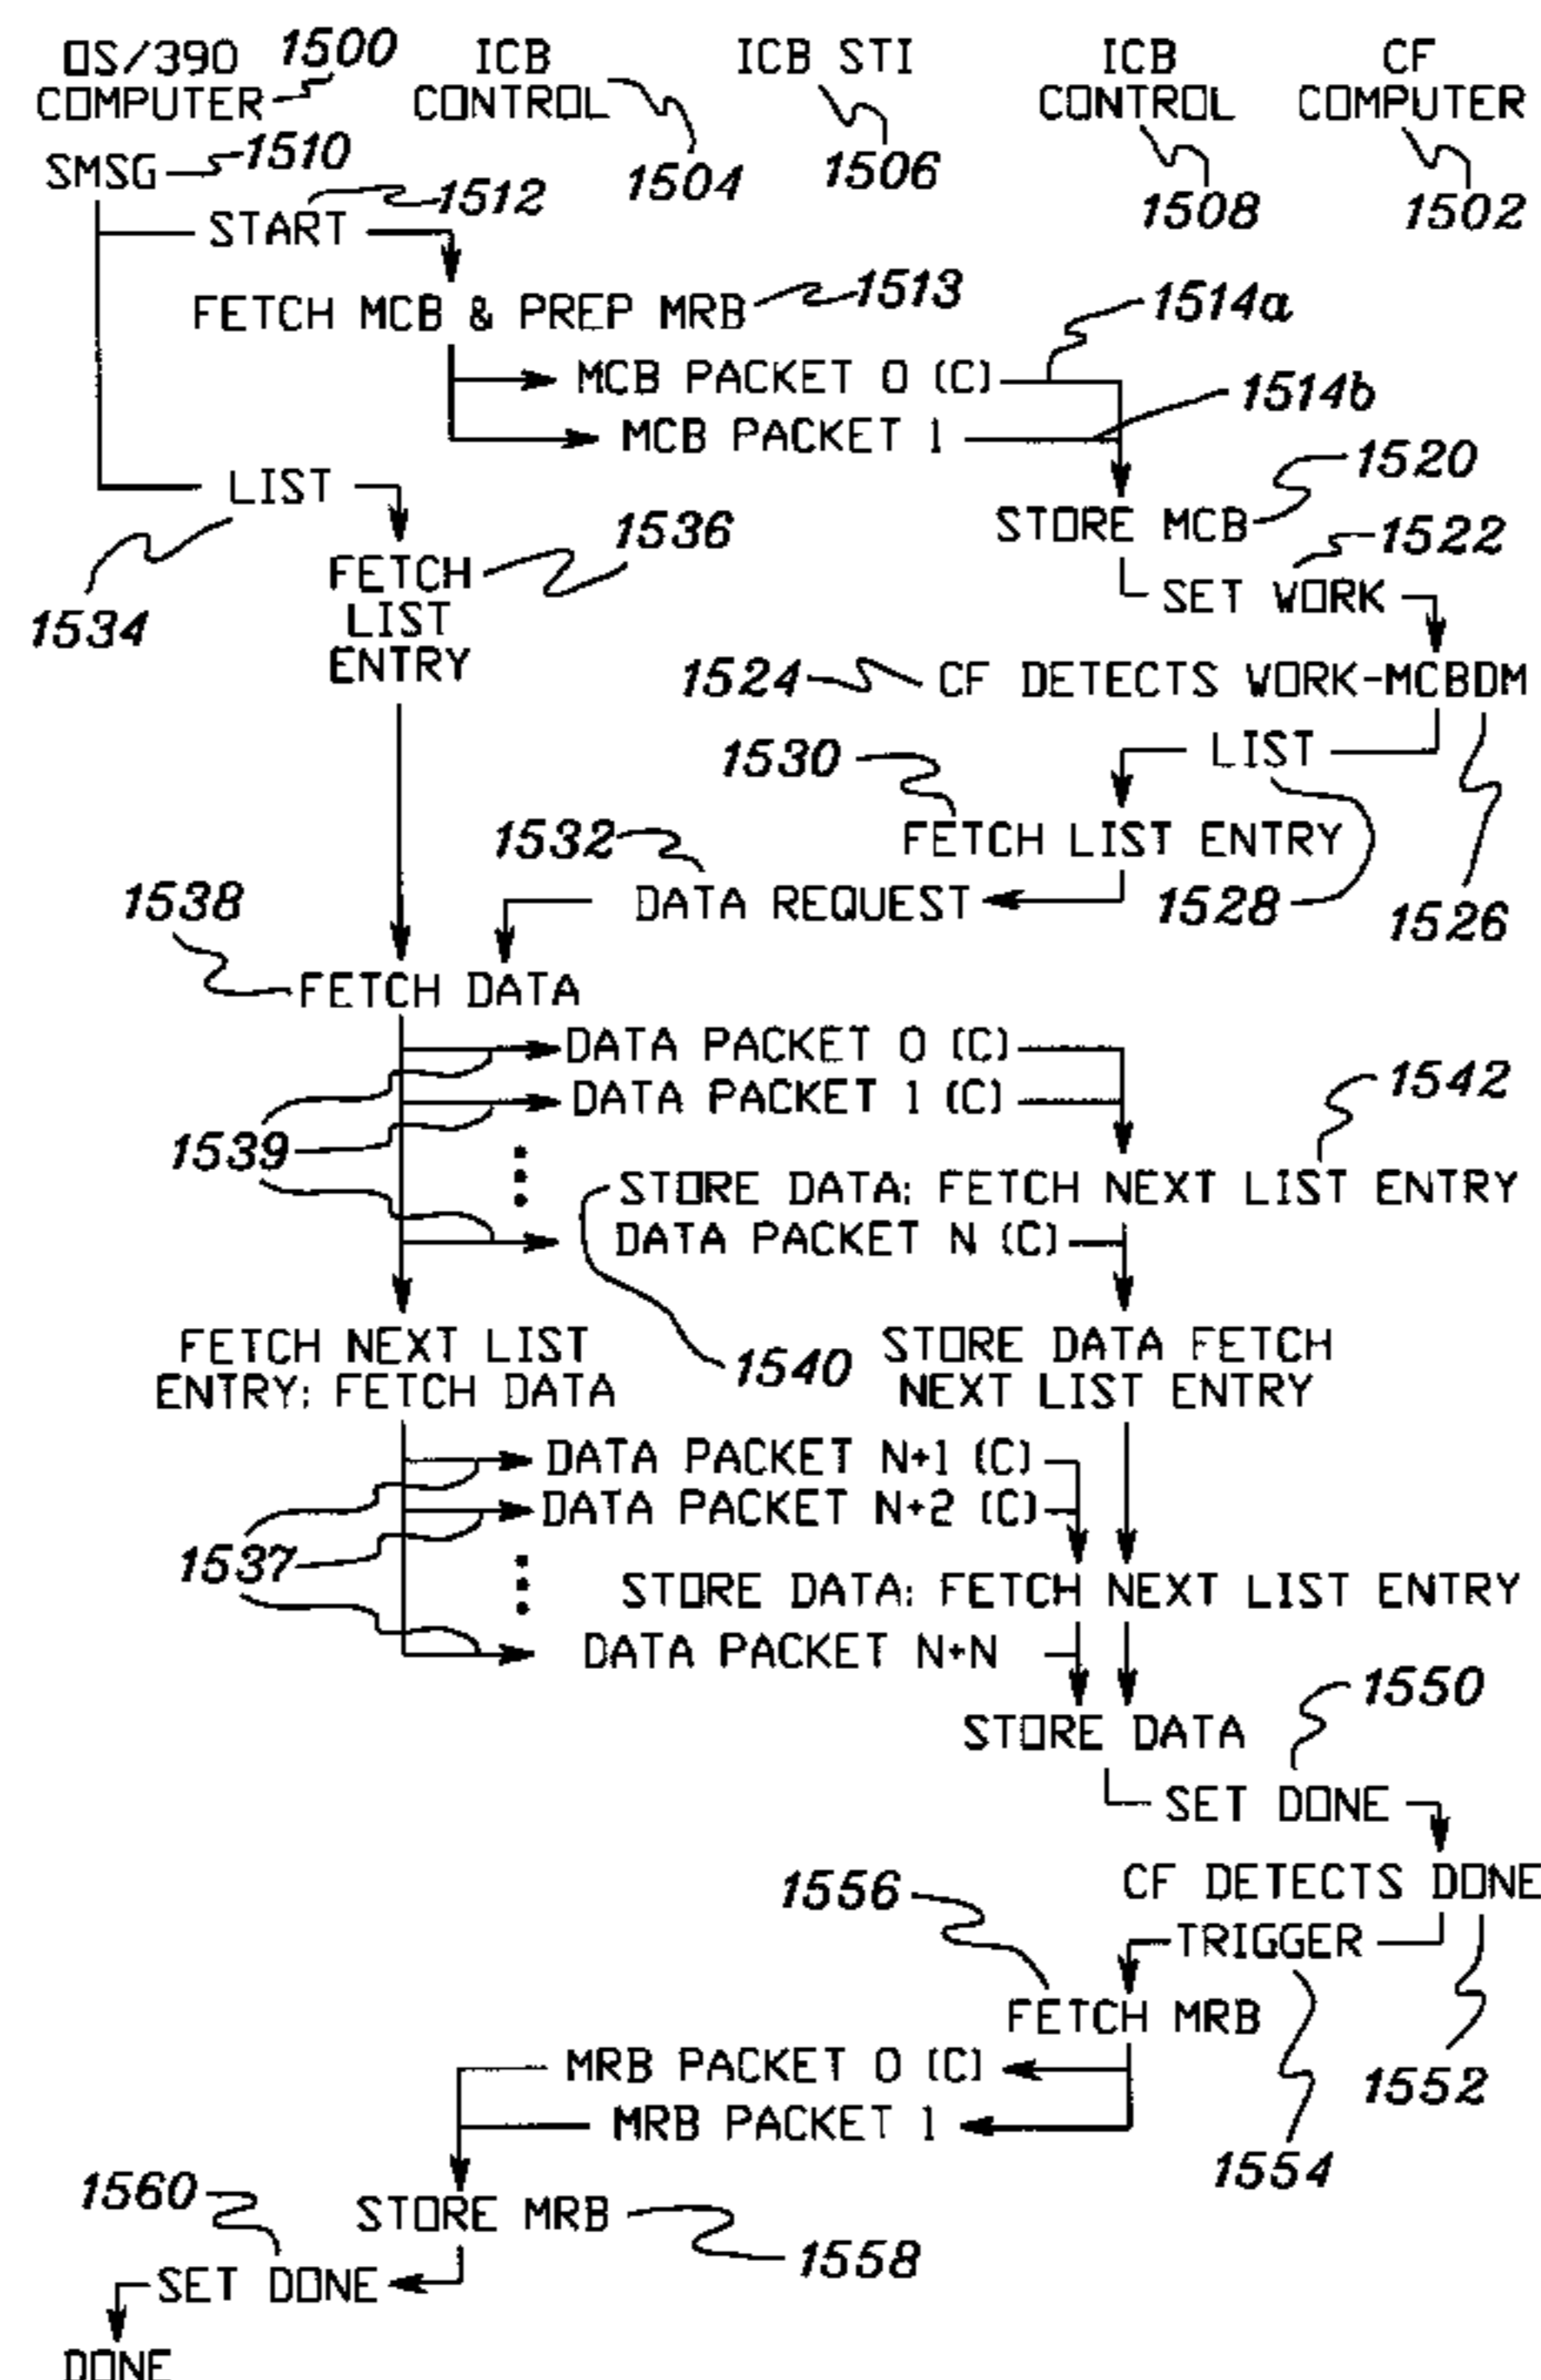 OS/390 COMPUTER 1500
ICB CONTROL 1504
ICB STI 1506
ICB CONTROL 1508
CF COMPUTER 1502
SMSG 1510
START 1512
FETCH MCB & PREP MRB 1513
MCB PACKET 0 (C) 1514a
MCB PACKET 1 1514b
LIST 1534
STORE MCB 1520
FETCH LIST ENTRY 1536
SET WORK 1522
1524 CF DETECTS WORK-MCBDM 1526
LIST 1528
1530 FETCH LIST ENTRY
1532 DATA REQUEST
1538 FETCH DATA
DATA PACKET 0 (C)
DATA PACKET 1 (C)
1539
1542
STORE DATA; FETCH NEXT LIST ENTRY
DATA PACKET N (C)
1540
FETCH NEXT LIST
ENTRY; FETCH DATA
STORE DATA FETCH
NEXT LIST ENTRY
DATA PACKET N+1 (C)
DATA PACKET N+2 (C)
1537
STORE DATA; FETCH NEXT LIST ENTRY
DATA PACKET N+N
STORE DATA
1550
SET DONE
CF DETECTS DONE 1552
TRIGGER 1554
1556 FETCH MRB
MRB PACKET 0 (C)
MRB PACKET 1
STORE MRB 1558
1560 SET DONE
DONE